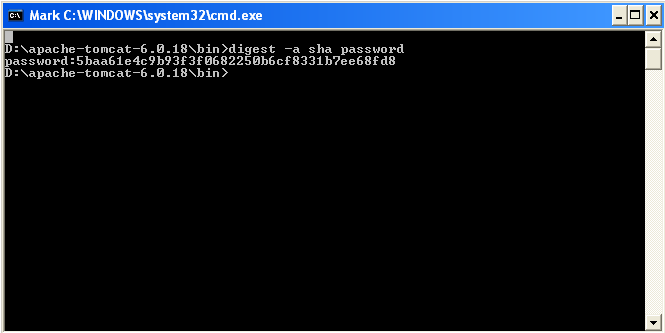 Mark C:\WINDOWS\system32\cmd.exe
D:\apache-tomcat-6.0.18\bin>digest -a sha password
password:5baa61e4c9b93f3f0682250b6cf8331b7ee68fd8
D:\apache-tomcat-6.0.18\bin>